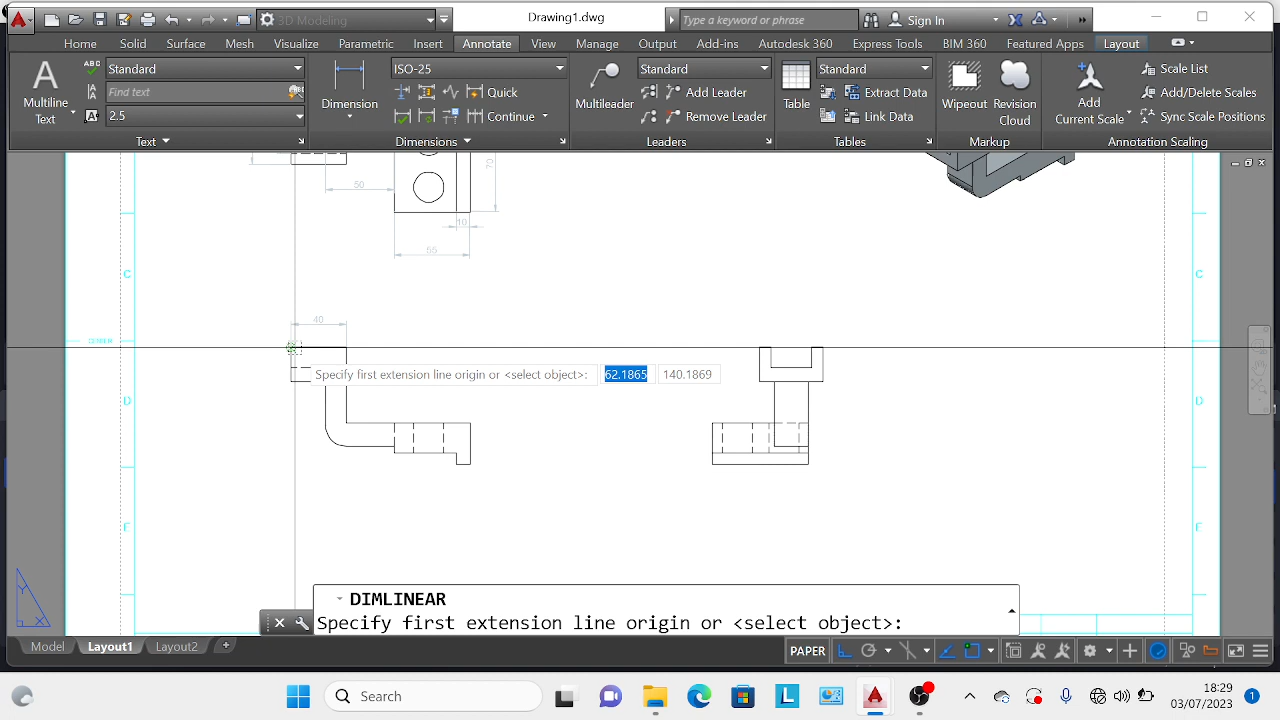 3D Modeling
Drawing1.dwg
Type a keyword or phrase
Sign In
Home
Solid
Surface
Mesh
Visualize
Parametric
Insert
Annotate
View
Manage
Output
Add-ins
Autodesk 360
Express Tools
BIM 360
Featured Apps
Layout
Multiline
Text
ABC
Standard
Find text
ABC
2.5
Text
Dimension
ISO-25
Quick
Continue
Dimensions
Multileader
Standard
Add Leader
Remove Leader
Leaders
Table
Standard
Extract Data
Link Data
Tables
Wipeout
Revision
Cloud
Markup
Add
Current Scale
Scale List
Add/Delete Scales
Sync Scale Positions
Annotation Scaling
50
70
10
55
C
C
40
D
D
Specify first extension line origin or <select object>:
62.1865
140.1869
F
F
DIMLINEAR
Specify first extension line origin or <select object>:
Model
Layout1
Layout2
PAPER
Search
L
18:29
03/07/2023
1